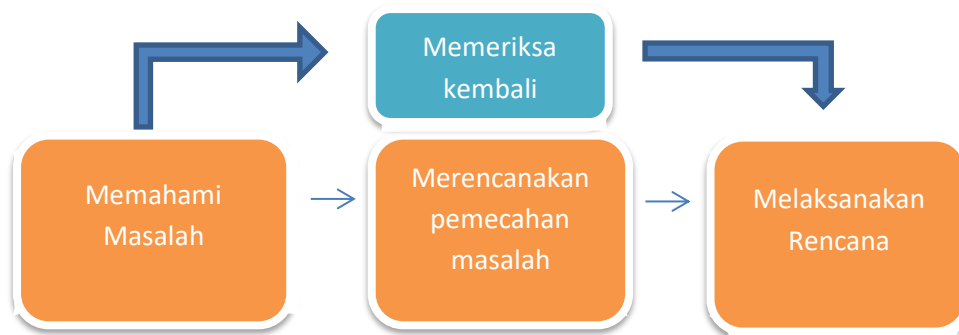 Memeriksa
kembali
Memahami
Masalah
Merencanakan
pemecahan
masalah
Melaksanakan
Rencana